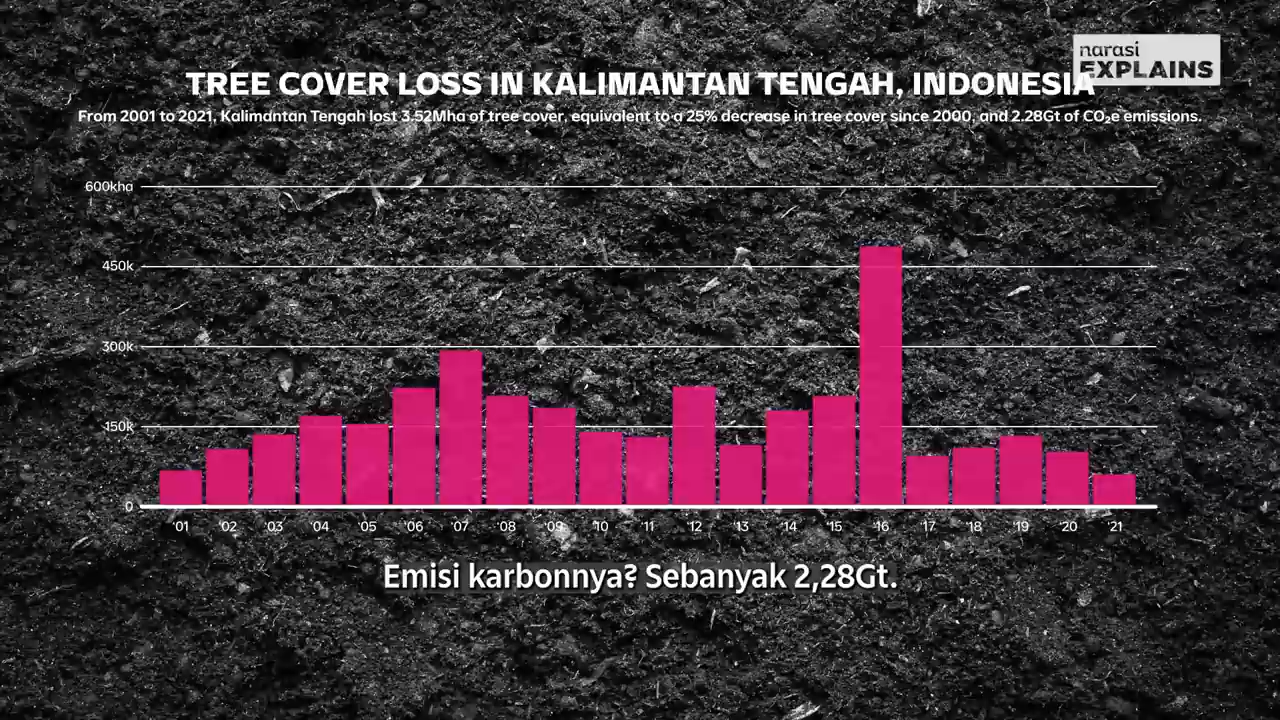 narasi
EXPLAINS
TREE COVER LOSS IN KALIMANTAN TENGAH, INDONESIA
From 2001 to 2021, Kalimantan Tengah lost 3.52Mha of tree cover, equivalent to a 25% decrease in tree cover since 2000, and 2.28Gt of CO₂e emissions.
600kha
450k
300k
150k
0
'01 '02 '03 '04 '05 '06 '07 '08 '09 '10 '11 '12 '13 '14 '15 '16 '17 '18 '19 '20 '21
Emisi karbonnya? Sebanyak 2,28Gt.